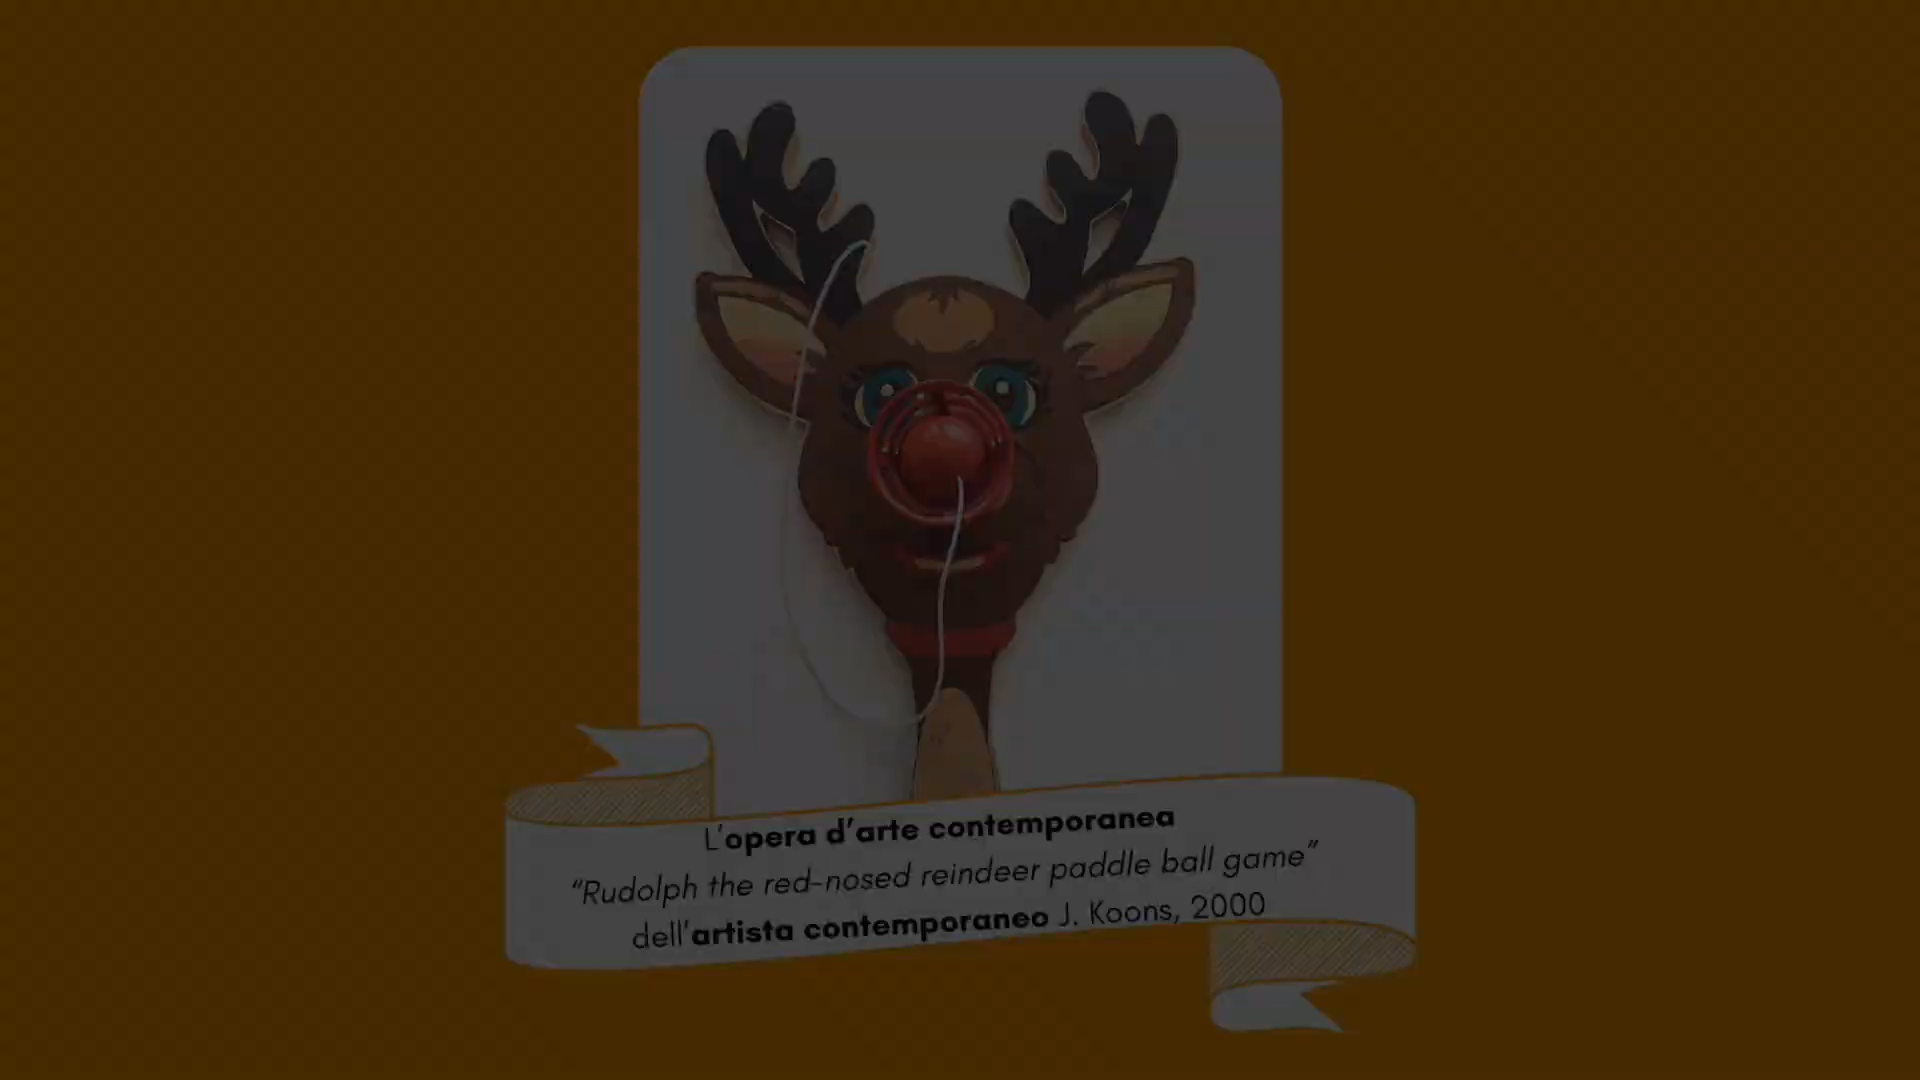 L'opera d'arte contemporanea
“Rudolph the red-nosed reindeer paddle ball game”
dell'artista contemporaneo J. Koons, 2000